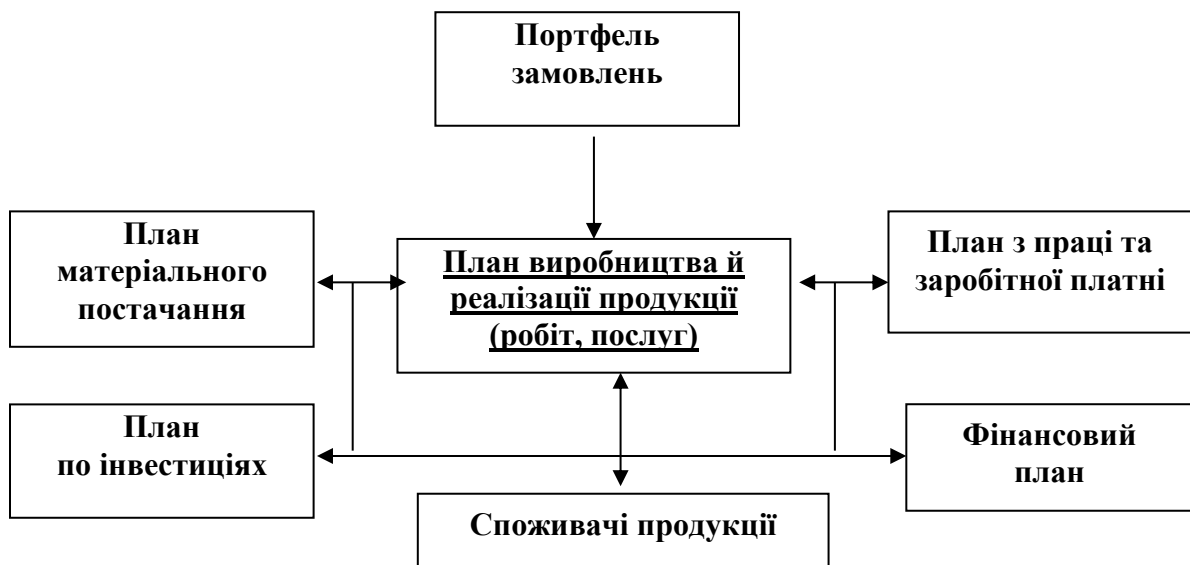 Портфель
замовлень
План
матеріального
постачання
План виробництва й
реалізації продукції
(робіт, послуг)
План з праці та
заробітної платні
План
по інвестиціях
Фінансовий
план
Споживачі продукції